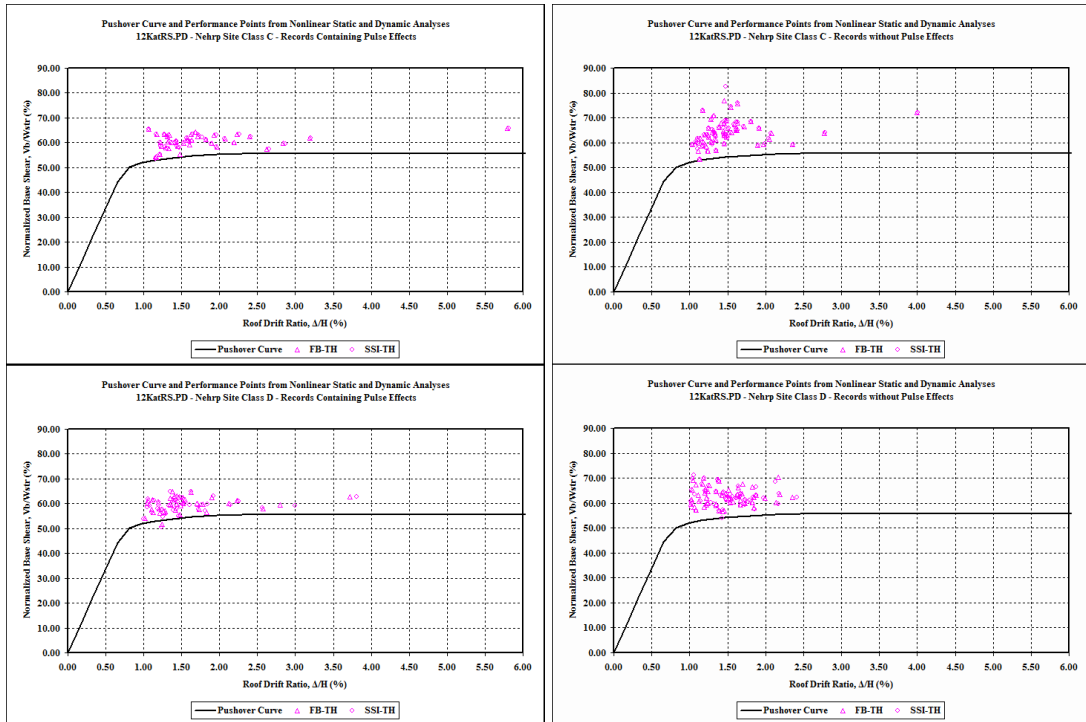 Pushover Curve and Performance Points from Nonlinear Static and Dynamic Analyses
12KatRS.PD - Nehrp Site Class C - Records Containing Pulse Effects
Normalized Base Shear, Vb/Wstr (%)
90.00
80.00
70.00
60.00
50.00
40.00
30.00
20.00
10.00
0.00
0.00 0.50 1.00 1.50 2.00 2.50 3.00 3.50 4.00 4.50 5.00 5.50 6.00
Roof Drift Ratio, Δ/H (%)
Pushover Curve FB-TH SSI-TH
Pushover Curve and Performance Points from Nonlinear Static and Dynamic Analyses
12KatRS.PD - Nehrp Site Class C - Records without Pulse Effects
Normalized Base Shear, Vb/Wstr (%)
90.00
80.00
70.00
60.00
50.00
40.00
30.00
20.00
10.00
0.00
0.00 0.50 1.00 1.50 2.00 2.50 3.00 3.50 4.00 4.50 5.00 5.50 6.00
Roof Drift Ratio, Δ/H (%)
Pushover Curve FB-TH SSI-TH
Pushover Curve and Performance Points from Nonlinear Static and Dynamic Analyses
12KatRS.PD - Nehrp Site Class D - Records Containing Pulse Effects
Normalized Base Shear, Vb/Wstr (%)
90.00
80.00
70.00
60.00
50.00
40.00
30.00
20.00
10.00
0.00
0.00 0.50 1.00 1.50 2.00 2.50 3.00 3.50 4.00 4.50 5.00 5.50 6.00
Roof Drift Ratio, Δ/H (%)
Pushover Curve FB-TH SSI-TH
Pushover Curve and Performance Points from Nonlinear Static and Dynamic Analyses
12KatRS.PD - Nehrp Site Class D - Records without Pulse Effects
Normalized Base Shear, Vb/Wstr (%)
90.00
80.00
70.00
60.00
50.00
40.00
30.00
20.00
10.00
0.00
0.00 0.50 1.00 1.50 2.00 2.50 3.00 3.50 4.00 4.50 5.00 5.50 6.00
Roof Drift Ratio, Δ/H (%)
Pushover Curve FB-TH SSI-TH